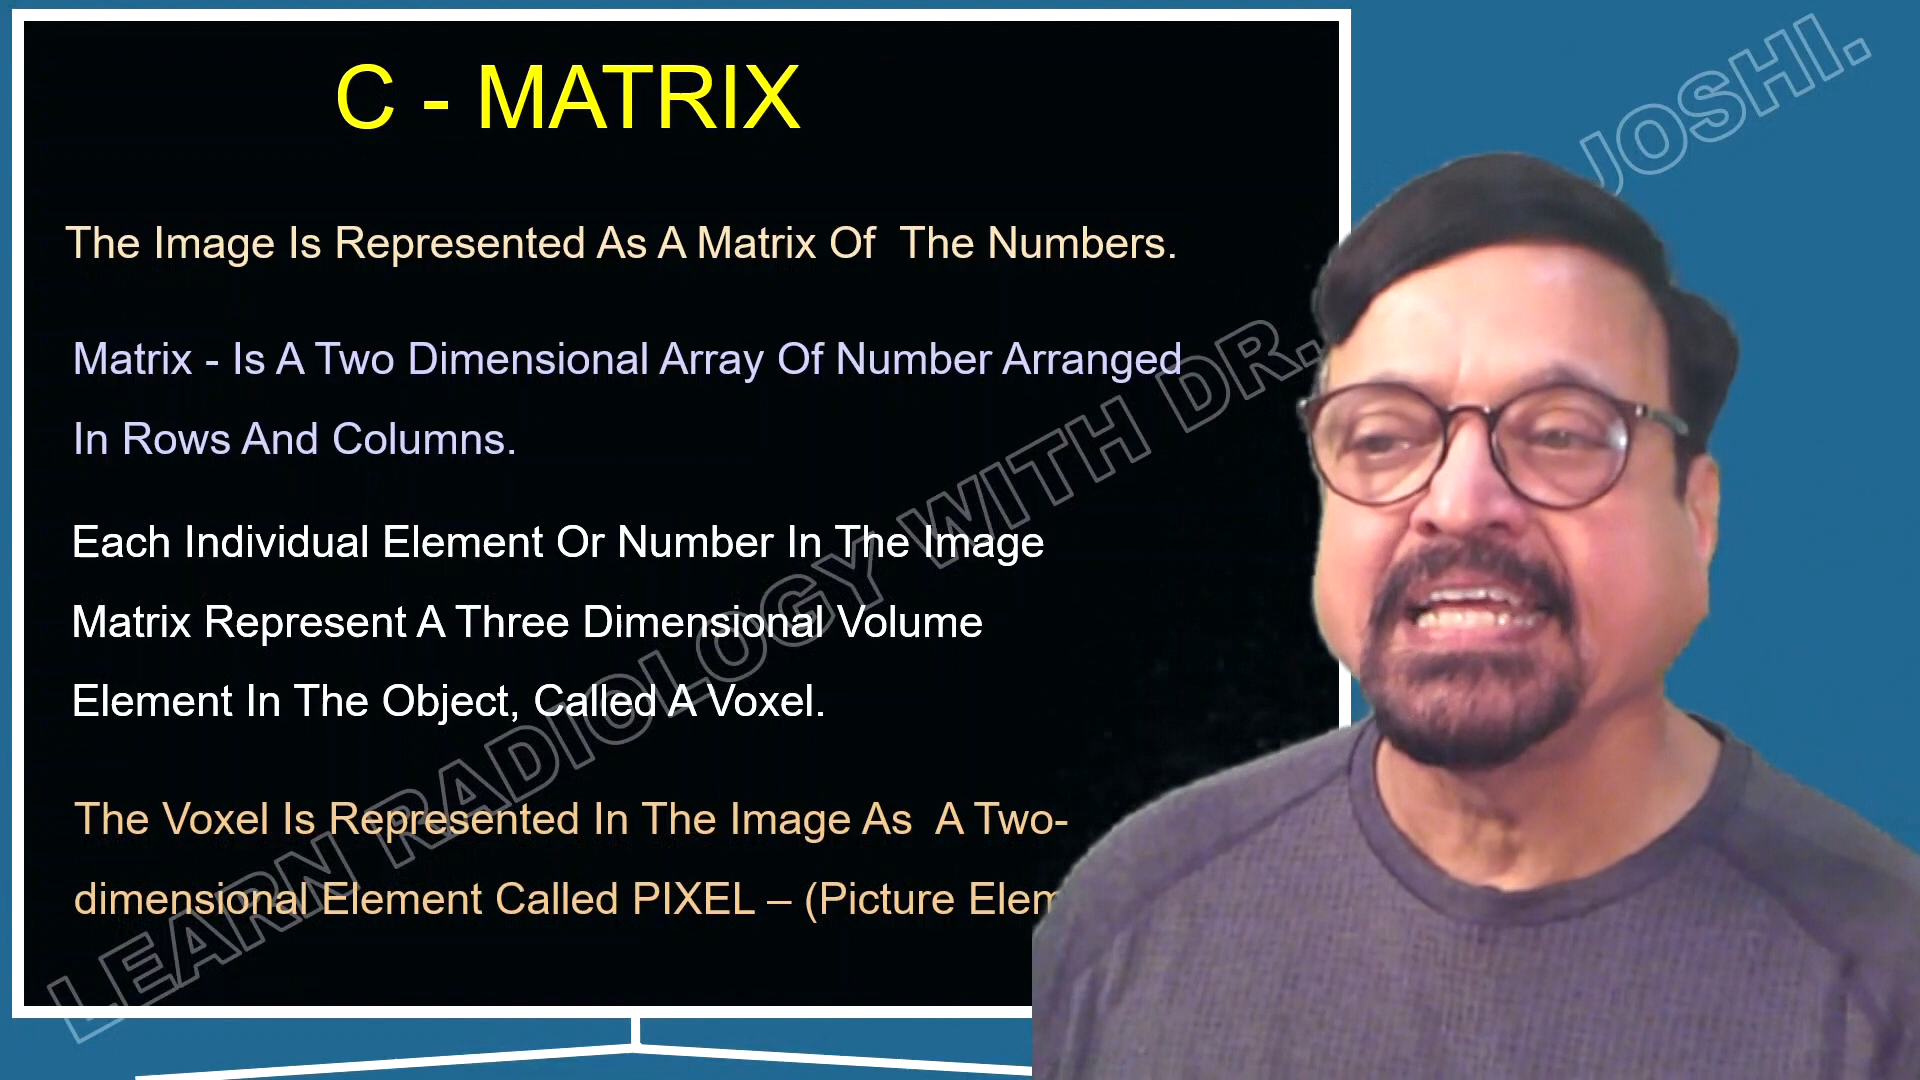 C - MATRIX
The Image Is Represented As A Matrix Of The Numbers.
Matrix - Is A Two Dimensional Array Of Number Arranged
In Rows And Columns.
Each Individual Element Or Number In The Image
Matrix Represent A Three Dimensional Volume
Element In The Object, Called A Voxel.
The Voxel Is Represented In The Image As A Two-
dimensional Element Called PIXEL – (Picture Elem
LEARN RADIOLOGY WITH DR. JOSHI.